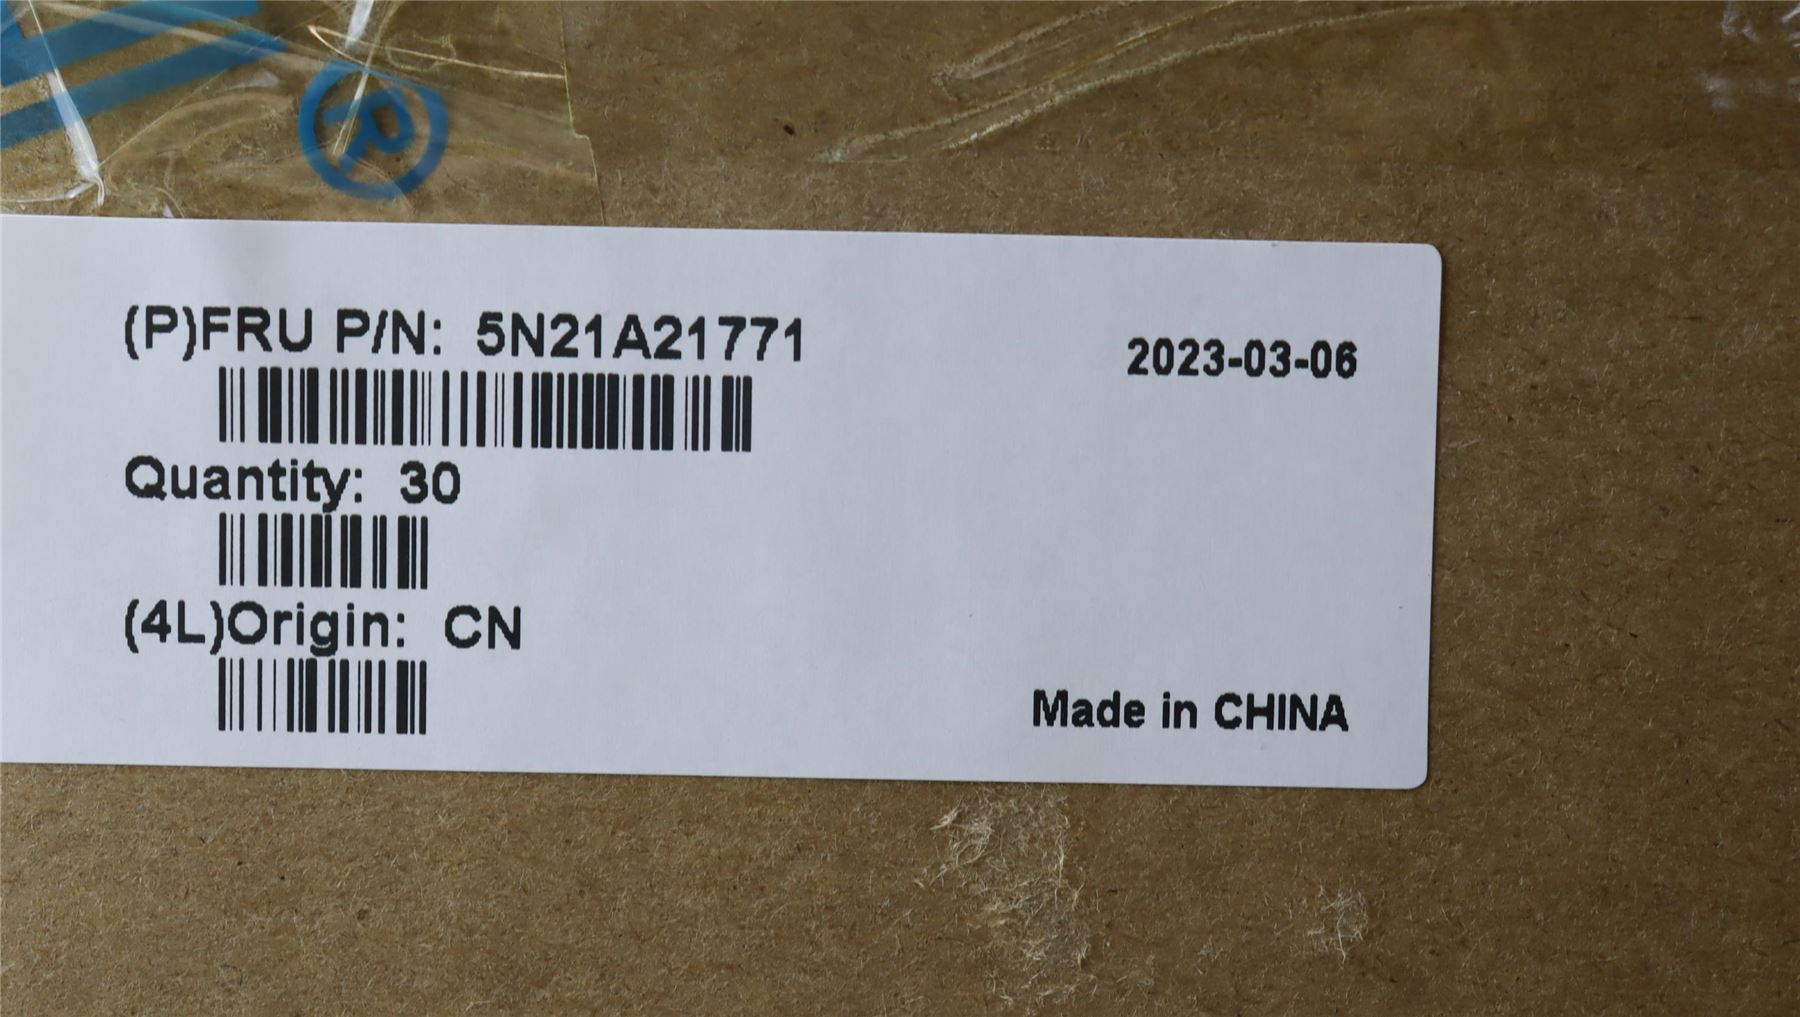 ®
(P)FRU P/N: 5N21A21771
2023-03-06
Quantity: 30
(4L)Origin: CN
Made in CHINA